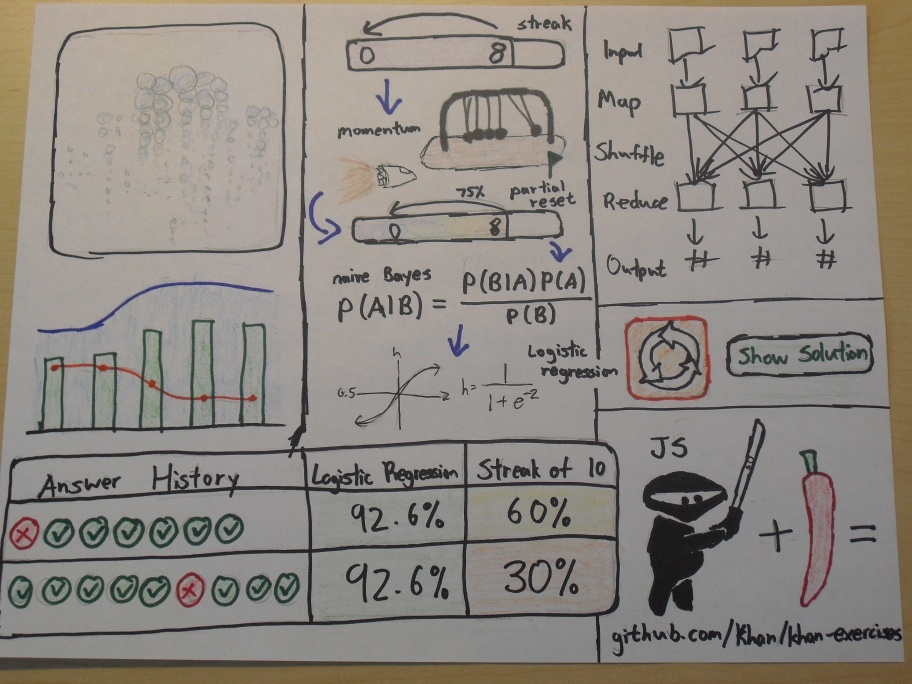 streak
0 8
momentum
75%
partial
reset
0 8
naive Bayes
P(A|B) = P(B|A)P(A)
P(B)
Logistic
regression
h
0.5
z
h= 1
1+e^-z
Input
Map
Shuffle
Reduce
Output
# # #
Show Solution
JS
+ =
github.com/Khan/khan-exercises
Answer History Logistic Regression Streak of 10
92.6% 60%
92.6% 30%